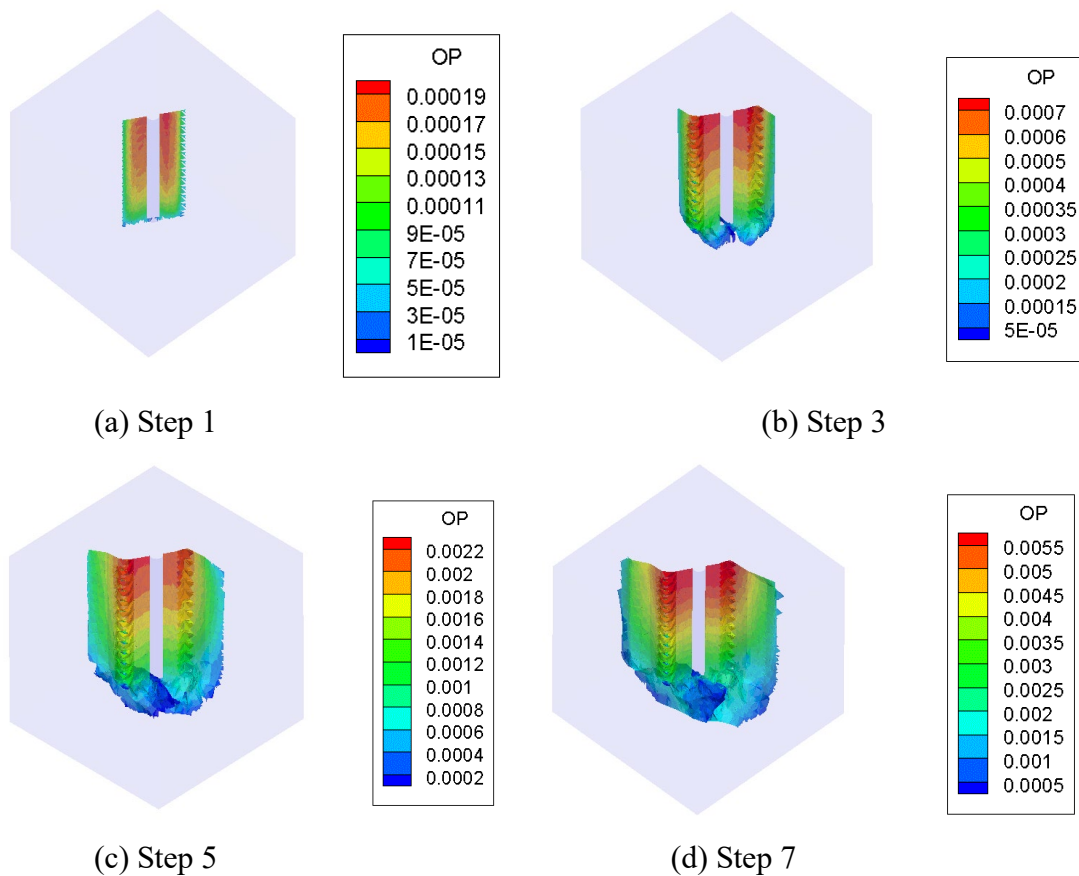 OP
0.00019
0.00017
0.00015
0.00013
0.00011
9E-05
7E-05
5E-05
3E-05
1E-05
(a) Step 1
OP
0.0007
0.0006
0.0005
0.0004
0.00035
0.0003
0.00025
0.0002
0.00015
5E-05
(b) Step 3
OP
0.0022
0.002
0.0018
0.0016
0.0014
0.0012
0.001
0.0008
0.0006
0.0004
0.0002
(c) Step 5
OP
0.0055
0.005
0.0045
0.004
0.0035
0.003
0.0025
0.002
0.0015
0.001
0.0005
(d) Step 7